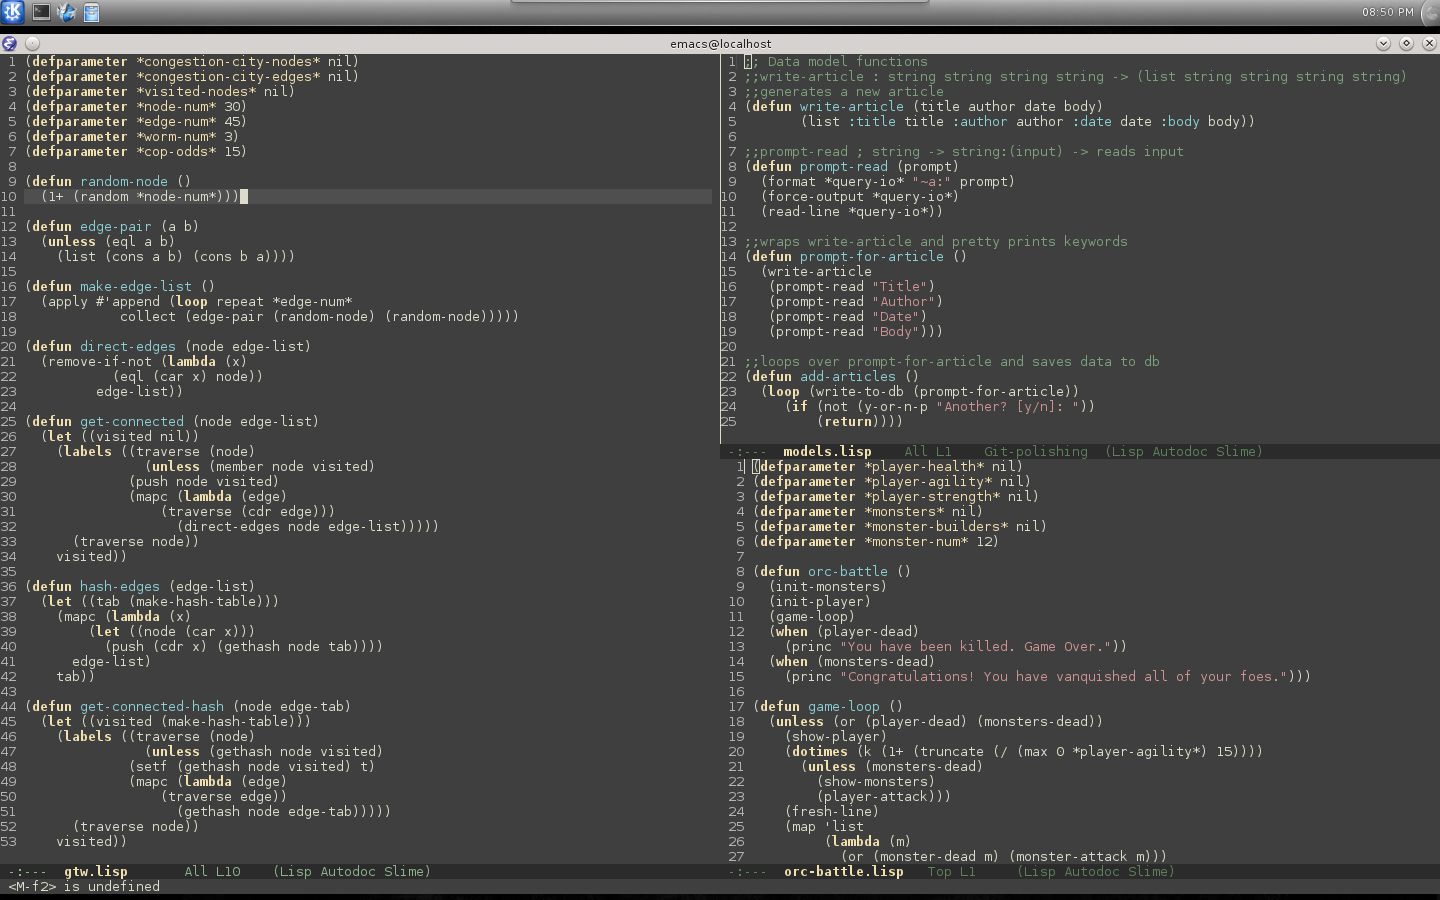 08:50 PM
emacs@localhost
1 (defparameter *congestion-city-nodes* nil)
2 (defparameter *congestion-city-edges* nil)
3 (defparameter *visited-nodes* nil)
4 (defparameter *node-num* 30)
5 (defparameter *edge-num* 45)
6 (defparameter *worm-num* 3)
7 (defparameter *cop-odds* 15)
8
9 (defun random-node ()
10   (1+ (random *node-num*)))
11
12 (defun edge-pair (a b)
13   (unless (eql a b)
14     (list (cons a b) (cons b a))))
15
16 (defun make-edge-list ()
17   (apply #'append (loop repeat *edge-num*
18             collect (edge-pair (random-node) (random-node)))))
19
20 (defun direct-edges (node edge-list)
21   (remove-if-not (lambda (x)
22            (eql (car x) node))
23          edge-list))
24
25 (defun get-connected (node edge-list)
26   (let ((visited nil))
27     (labels ((traverse (node)
28                (unless (member node visited)
29              (push node visited)
30              (mapc (lambda (edge)
31                  (traverse (cdr edge)))
32                    (direct-edges node edge-list)))))
33       (traverse node))
34     visited))
35
36 (defun hash-edges (edge-list)
37   (let ((tab (make-hash-table)))
38     (mapc (lambda (x)
39         (let ((node (car x)))
40           (push (cdr x) (gethash node tab))))
41       edge-list)
42     tab))
43
44 (defun get-connected-hash (node edge-tab)
45   (let ((visited (make-hash-table)))
46     (labels ((traverse (node)
47                (unless (gethash node visited)
48              (setf (gethash node visited) t)
49              (mapc (lambda (edge)
50                  (traverse edge))
51                    (gethash node edge-tab)))))
52       (traverse node))
53     visited))
-:---  gtw.lisp       All L10    (Lisp Autodoc Slime)
<M-f2> is undefined
1 ;; Data model functions
2 ;;write-article : string string string string -> (list string string string string)
3 ;;generates a new article
4 (defun write-article (title author date body)
5        (list :title title :author author :date date :body body))
6
7 ;;prompt-read ; string -> string:(input) -> reads input
8 (defun prompt-read (prompt)
9   (format *query-io* "~a:" prompt)
10   (force-output *query-io*)
11   (read-line *query-io*))
12
13 ;;wraps write-article and pretty prints keywords
14 (defun prompt-for-article ()
15   (write-article
16    (prompt-read "Title")
17    (prompt-read "Author")
18    (prompt-read "Date")
19    (prompt-read "Body")))
20
21 ;;loops over prompt-for-article and saves data to db
22 (defun add-articles ()
23   (loop (write-to-db (prompt-for-article))
24      (if (not (y-or-n-p "Another? [y/n]: "))
25          (return))))
-:---  models.lisp    All L1    Git-polishing  (Lisp Autodoc Slime)
1 (defparameter *player-health* nil)
2 (defparameter *player-agility* nil)
3 (defparameter *player-strength* nil)
4 (defparameter *monsters* nil)
5 (defparameter *monster-builders* nil)
6 (defparameter *monster-num* 12)
7
8 (defun orc-battle ()
9   (init-monsters)
10   (init-player)
11   (game-loop)
12   (when (player-dead)
13     (princ "You have been killed. Game Over."))
14   (when (monsters-dead)
15     (princ "Congratulations! You have vanquished all of your foes.")))
16
17 (defun game-loop ()
18   (unless (or (player-dead) (monsters-dead))
19     (show-player)
20     (dotimes (k (1+ (truncate (/ (max 0 *player-agility*) 15))))
21       (unless (monsters-dead)
22         (show-monsters)
23         (player-attack)))
24     (fresh-line)
25     (map 'list
26          (lambda (m)
27            (or (monster-dead m) (monster-attack m)))
-:---  orc-battle.lisp   Top L1     (Lisp Autodoc Slime)